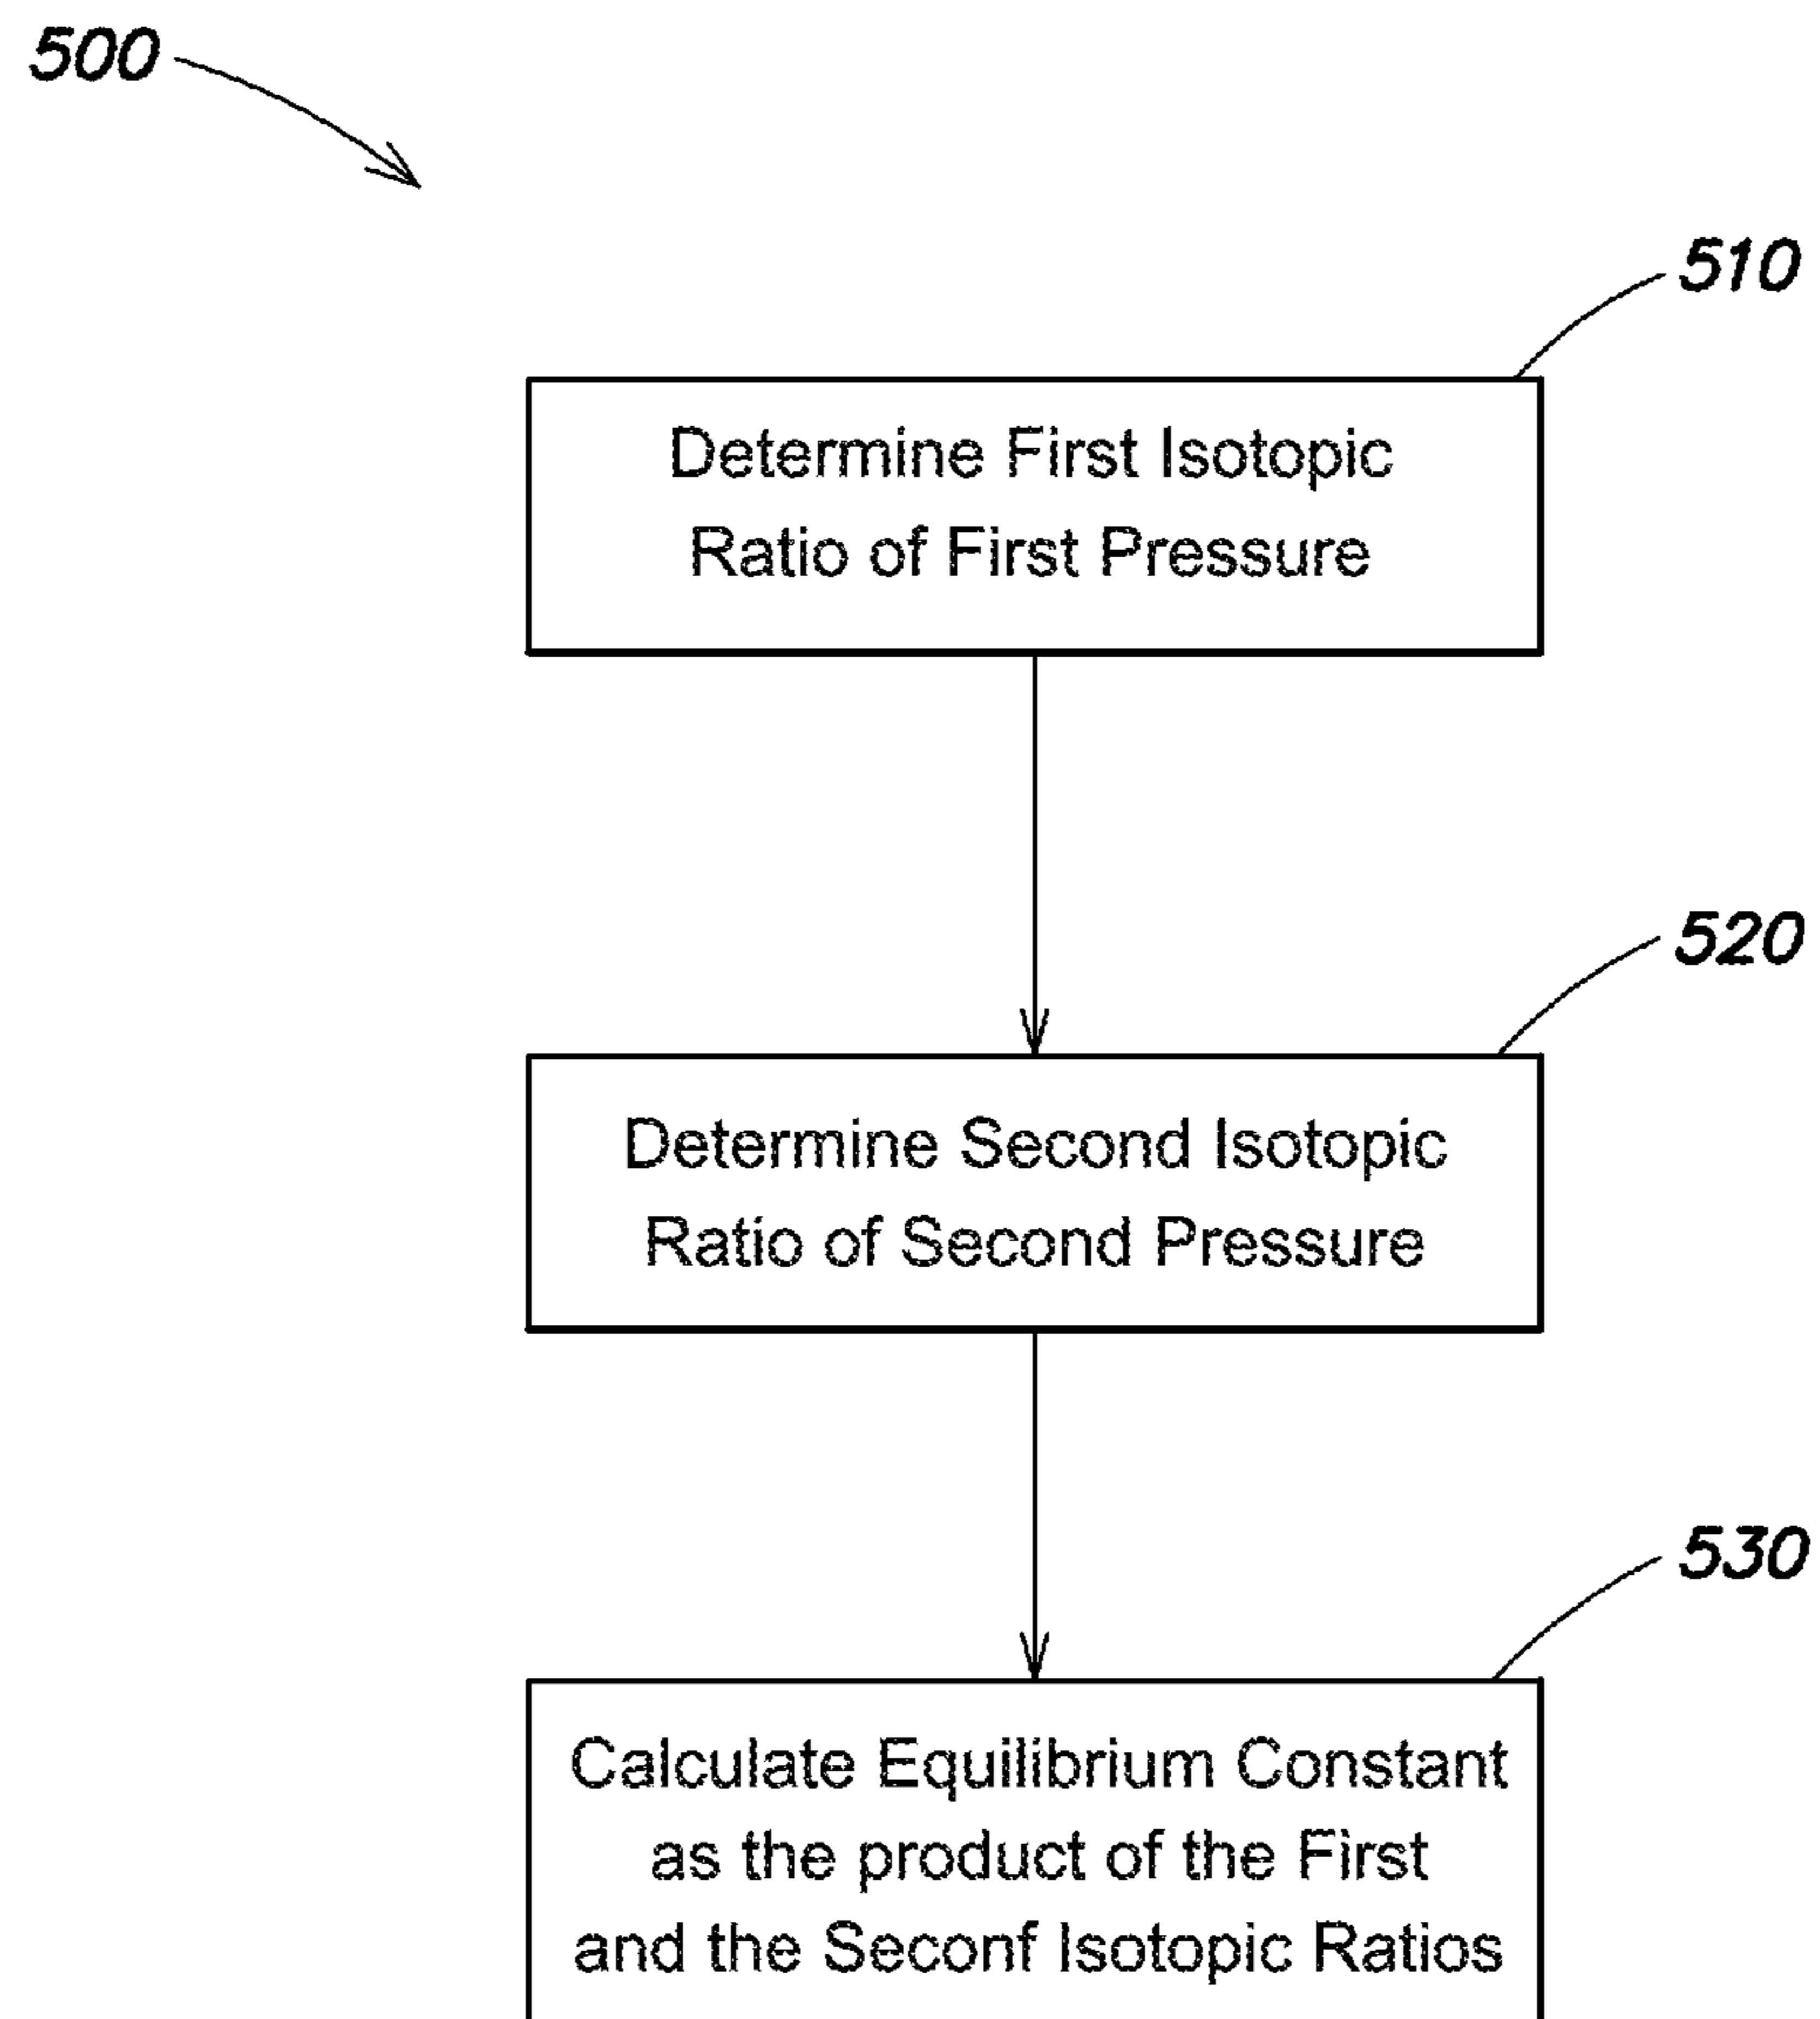 500
510
Determine First Isotopic
Ratio of First Pressure
520
Determine Second Isotopic
Ratio of Second Pressure
530
Calculate Equilibrium Constant
as the product of the First
and the Seconf Isotopic Ratios